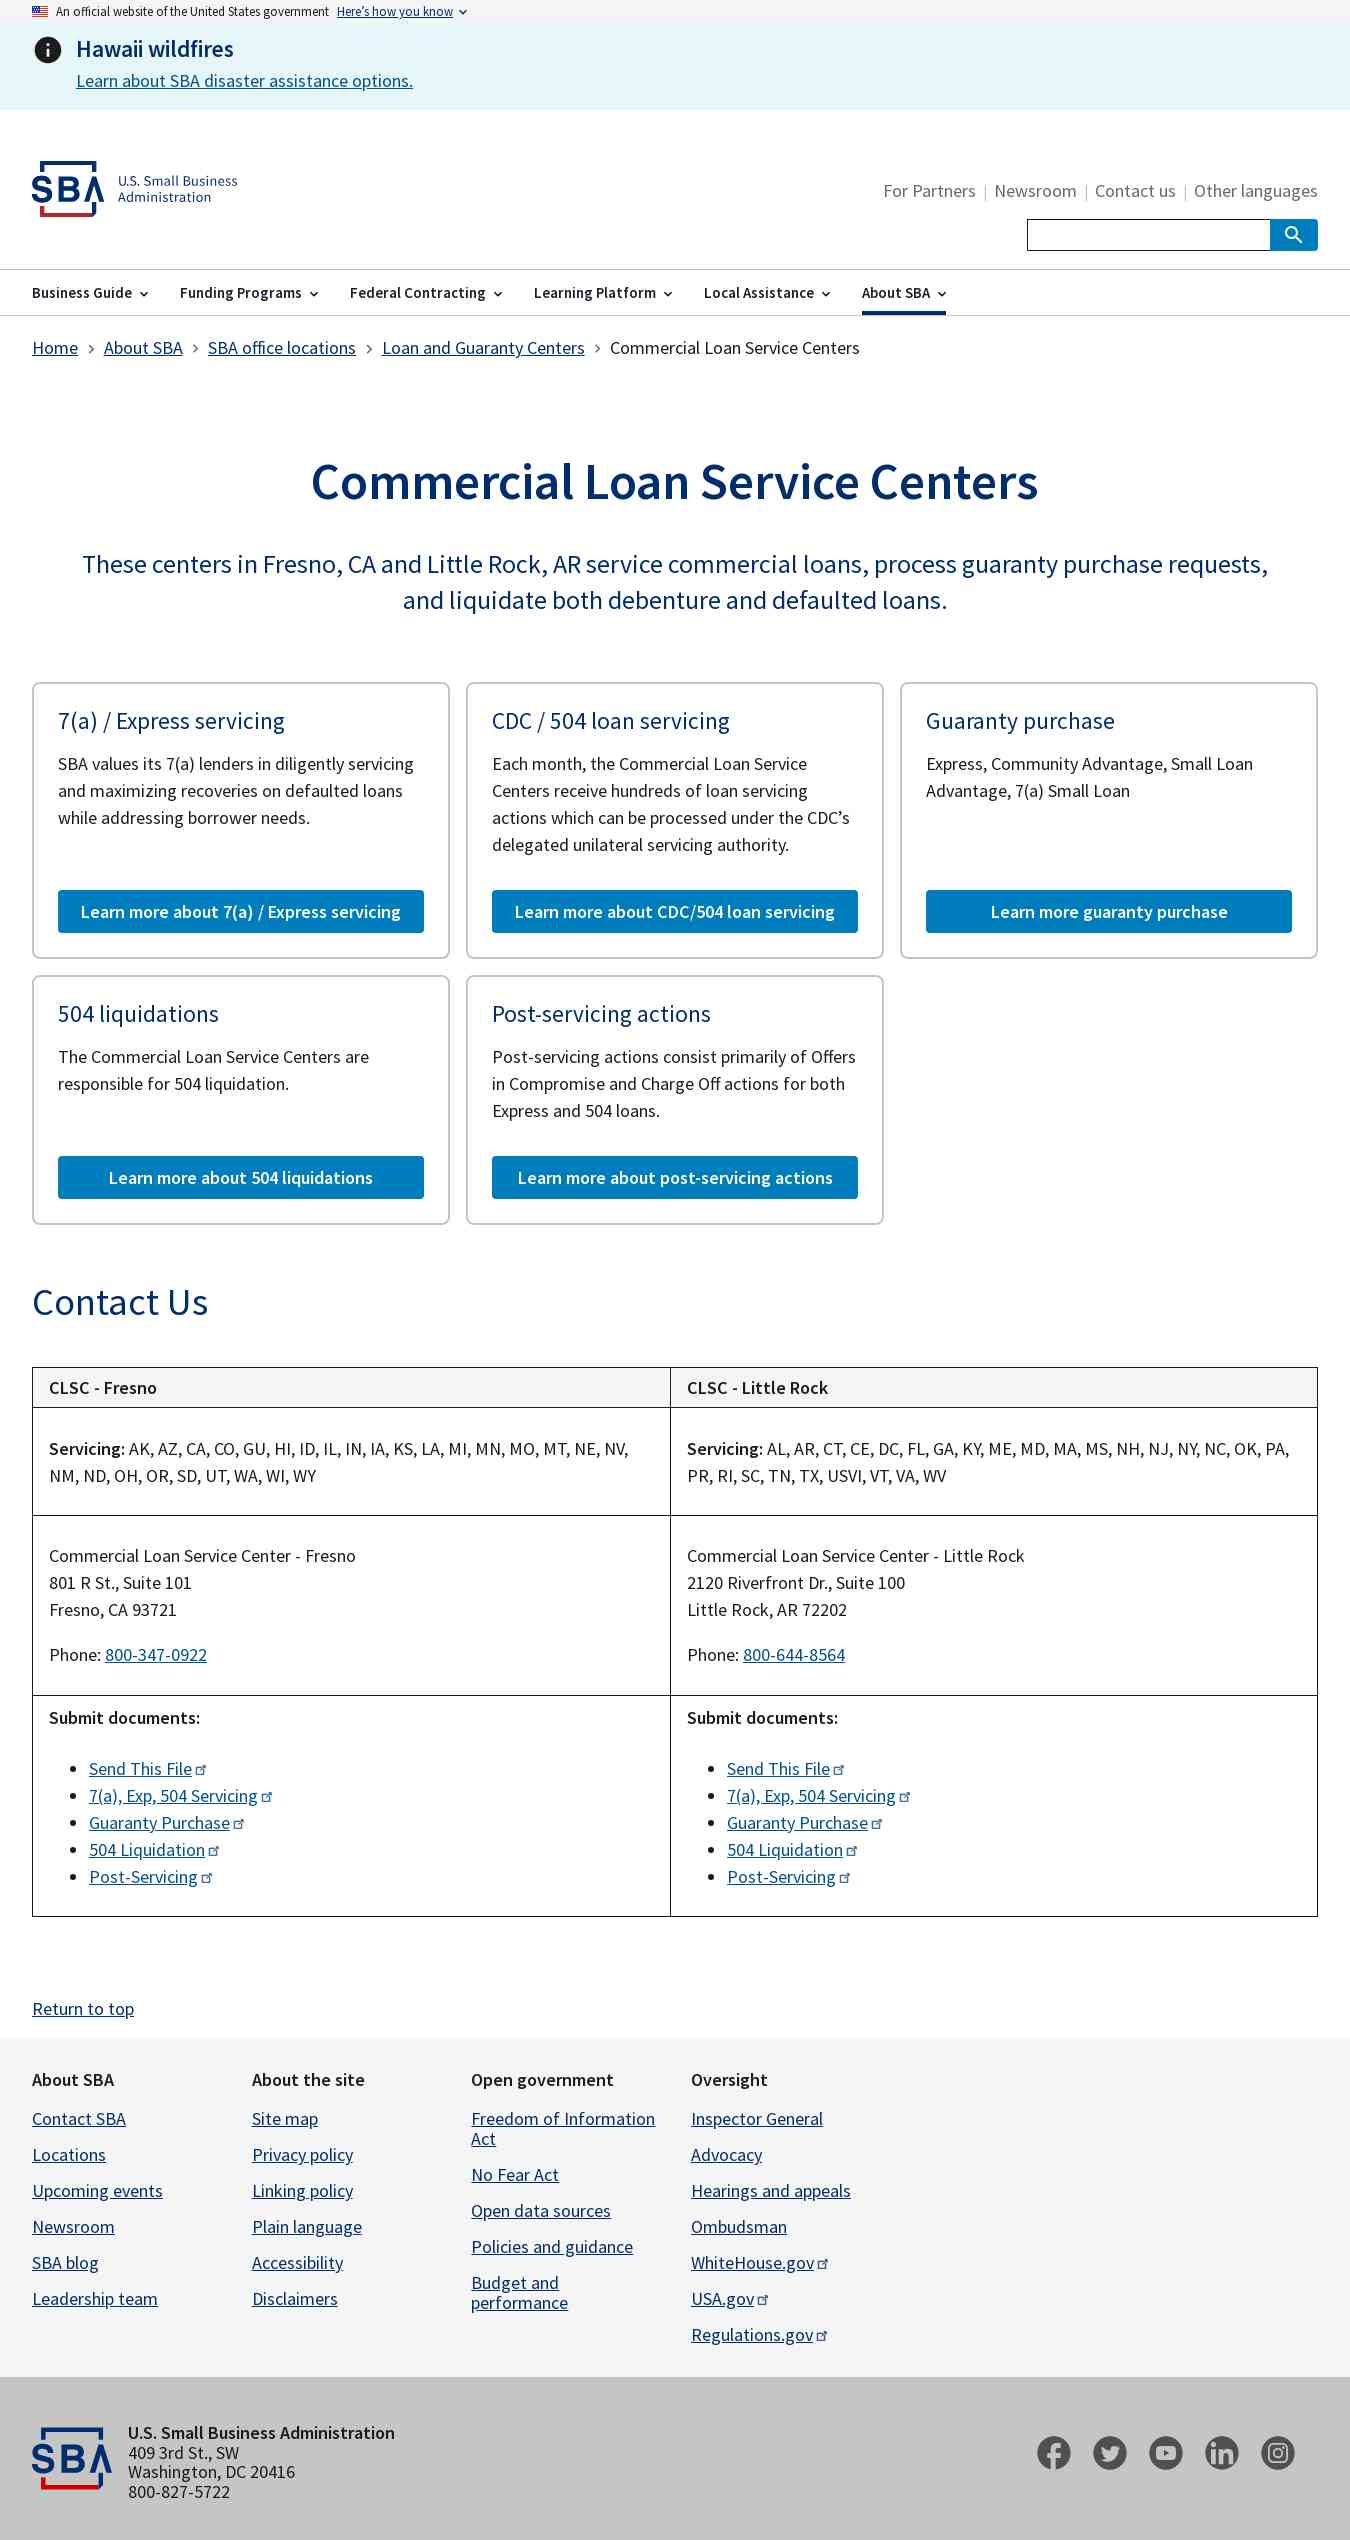 An official website of the United States government Here's how you know
Hawaii wildfires
Learn about SBA disaster assistance options.
SBA U.S. Small Business
Administration
For Partners | Newsroom | Contact us | Other languages
Business Guide Funding Programs Federal Contracting Learning Platform Local Assistance About SBA
Home > About SBA > SBA office locations > Loan and Guaranty Centers > Commercial Loan Service Centers
Commercial Loan Service Centers
These centers in Fresno, CA and Little Rock, AR service commercial loans, process guaranty purchase requests,
and liquidate both debenture and defaulted loans.
7(a) / Express servicing
SBA values its 7(a) lenders in diligently servicing
and maximizing recoveries on defaulted loans
while addressing borrower needs.
Learn more about 7(a) / Express servicing
CDC / 504 loan servicing
Each month, the Commercial Loan Service
Centers receive hundreds of loan servicing
actions which can be processed under the CDC's
delegated unilateral servicing authority.
Learn more about CDC/504 loan servicing
Guaranty purchase
Express, Community Advantage, Small Loan
Advantage, 7(a) Small Loan
Learn more guaranty purchase
504 liquidations
The Commercial Loan Service Centers are
responsible for 504 liquidation.
Learn more about 504 liquidations
Post-servicing actions
Post-servicing actions consist primarily of Offers
in Compromise and Charge Off actions for both
Express and 504 loans.
Learn more about post-servicing actions
Contact Us
CLSC - Fresno
CLSC - Little Rock
Servicing: AK, AZ, CA, CO, GU, HI, ID, IL, IN, IA, KS, LA, MI, MN, MO, MT, NE, NV,
NM, ND, OH, OR, SD, UT, WA, WI, WY
Servicing: AL, AR, CT, CE, DC, FL, GA, KY, ME, MD, MA, MS, NH, NJ, NY, NC, OK, PA,
PR, RI, SC, TN, TX, USVI, VT, VA, WV
Commercial Loan Service Center - Fresno
801 R St., Suite 101
Fresno, CA 93721
Phone: 800-347-0922
Commercial Loan Service Center - Little Rock
2120 Riverfront Dr., Suite 100
Little Rock, AR 72202
Phone: 800-644-8564
Submit documents:
• Send This File
• 7(a), Exp, 504 Servicing
• Guaranty Purchase
• 504 Liquidation
• Post-Servicing
Submit documents:
• Send This File
• 7(a), Exp, 504 Servicing
• Guaranty Purchase
• 504 Liquidation
• Post-Servicing
Return to top
About SBA
Contact SBA
Locations
Upcoming events
Newsroom
SBA blog
Leadership team
About the site
Site map
Privacy policy
Linking policy
Plain language
Accessibility
Disclaimers
Open government
Freedom of Information
Act
No Fear Act
Open data sources
Policies and guidance
Budget and
performance
Oversight
Inspector General
Advocacy
Hearings and appeals
Ombudsman
WhiteHouse.gov
USA.gov
Regulations.gov
SBA
U.S. Small Business Administration
409 3rd St., SW
Washington, DC 20416
800-827-5722